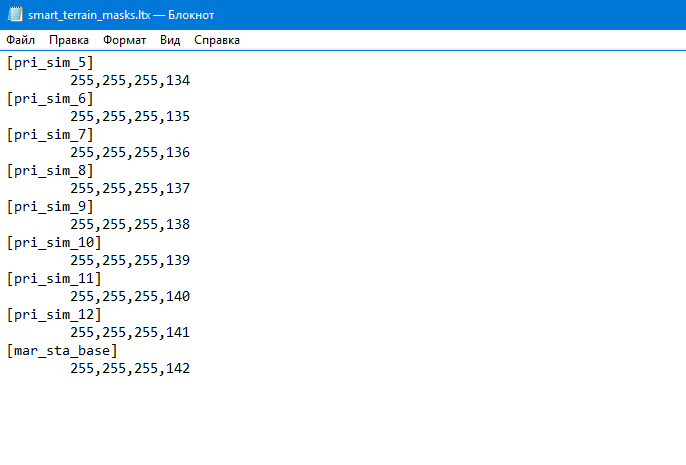 smart_terrain_masks.ltx — Блокнот
Файл Правка Формат Вид Справка
[pri_sim_5]
255,255,255,134
[pri_sim_6]
255,255,255,135
[pri_sim_7]
255,255,255,136
[pri_sim_8]
255,255,255,137
[pri_sim_9]
255,255,255,138
[pri_sim_10]
255,255,255,139
[pri_sim_11]
255,255,255,140
[pri_sim_12]
255,255,255,141
[mar_sta_base]
255,255,255,142